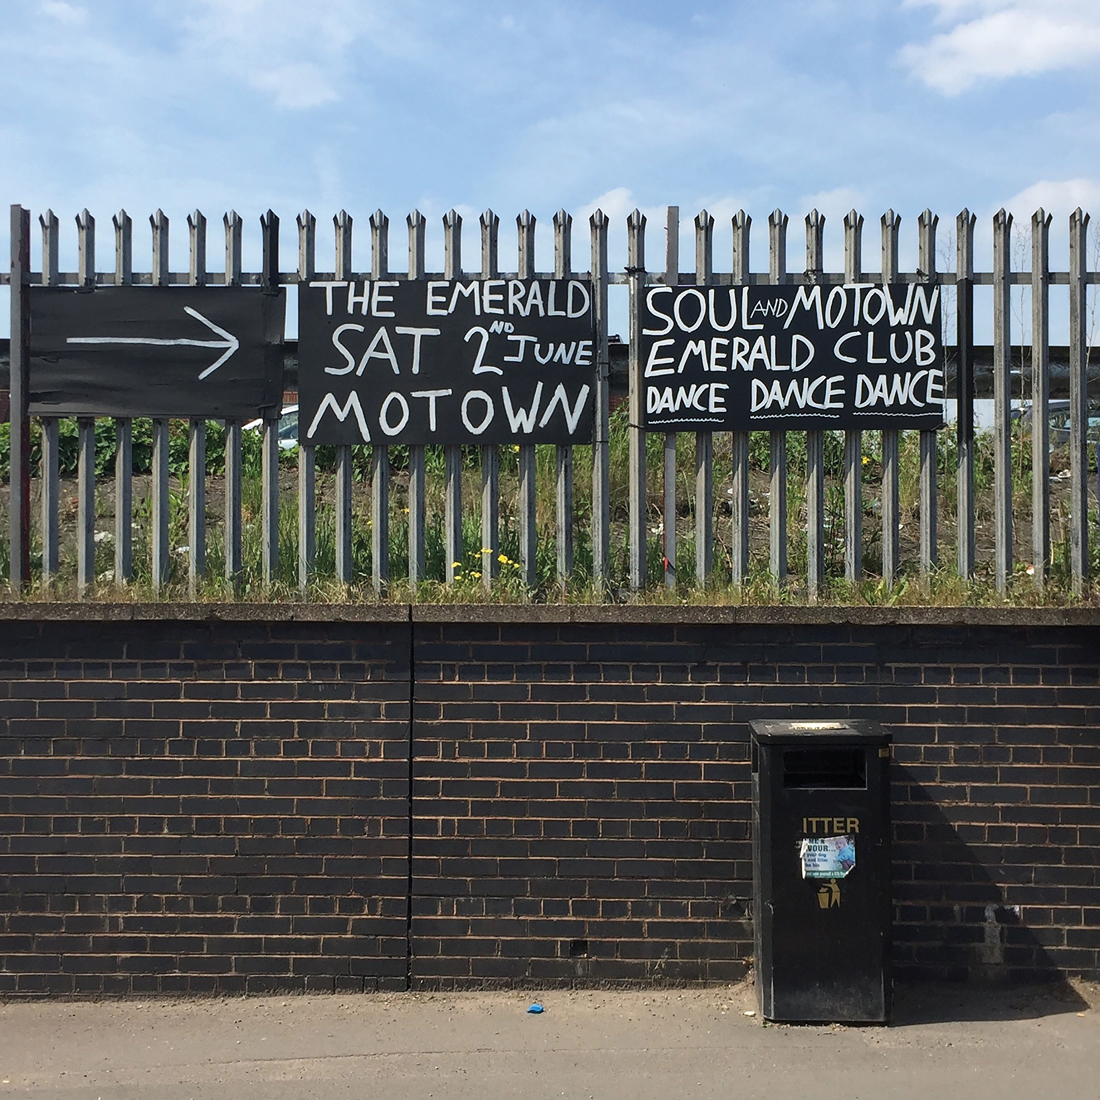 THE EMERALD
SAT 2ND JUNE
MOTOWN
SOUL AND MOTOWN
EMERALD CLUB
DANCE DANCE DANCE
ITTER